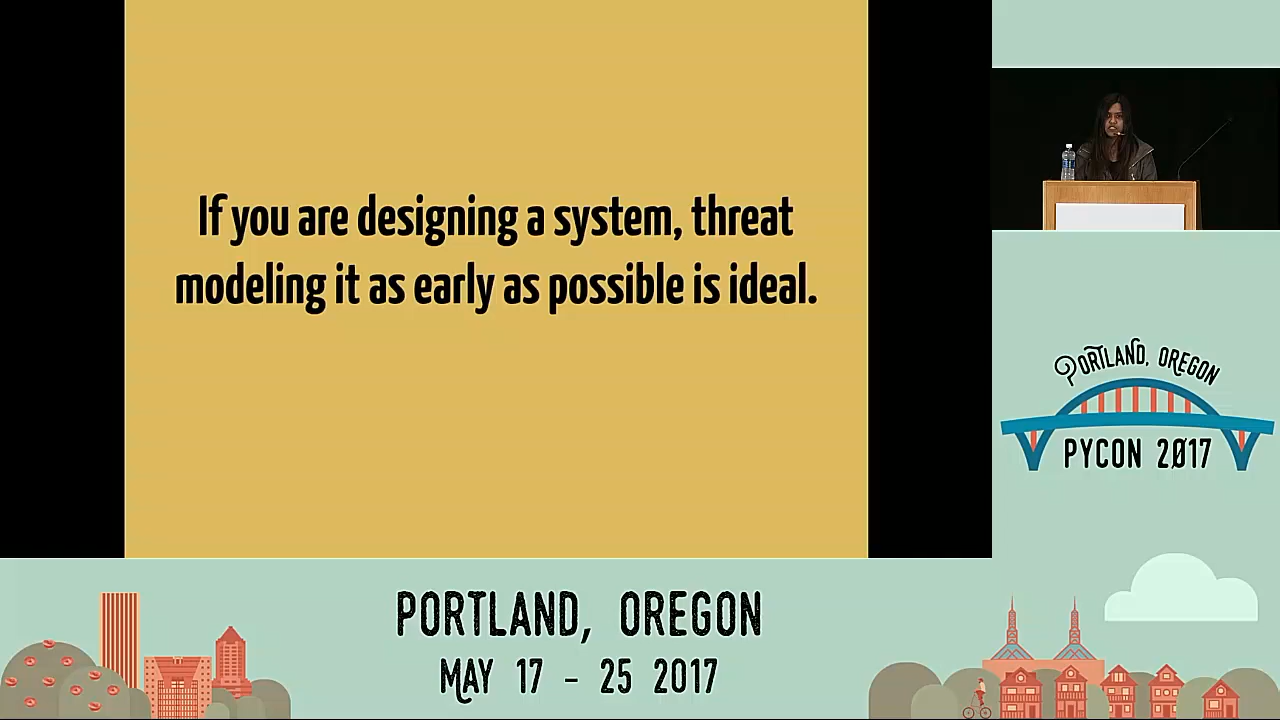 If you are designing a system, threat
modeling it as early as possible is ideal.
PORTLAND, OREGON
PYCON 2017
PORTLAND, OREGON
MAY 17 - 25 2017